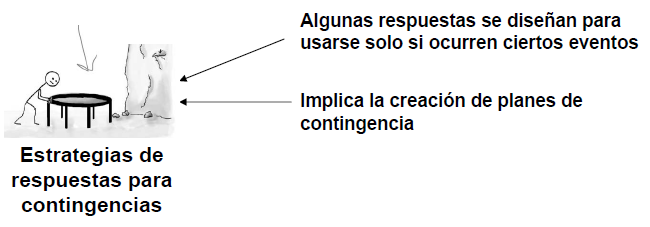 Algunas respuestas se diseñan para
usarse solo si ocurren ciertos eventos
Implica la creación de planes de
contingencia
Estrategias de
respuestas para
contingencias